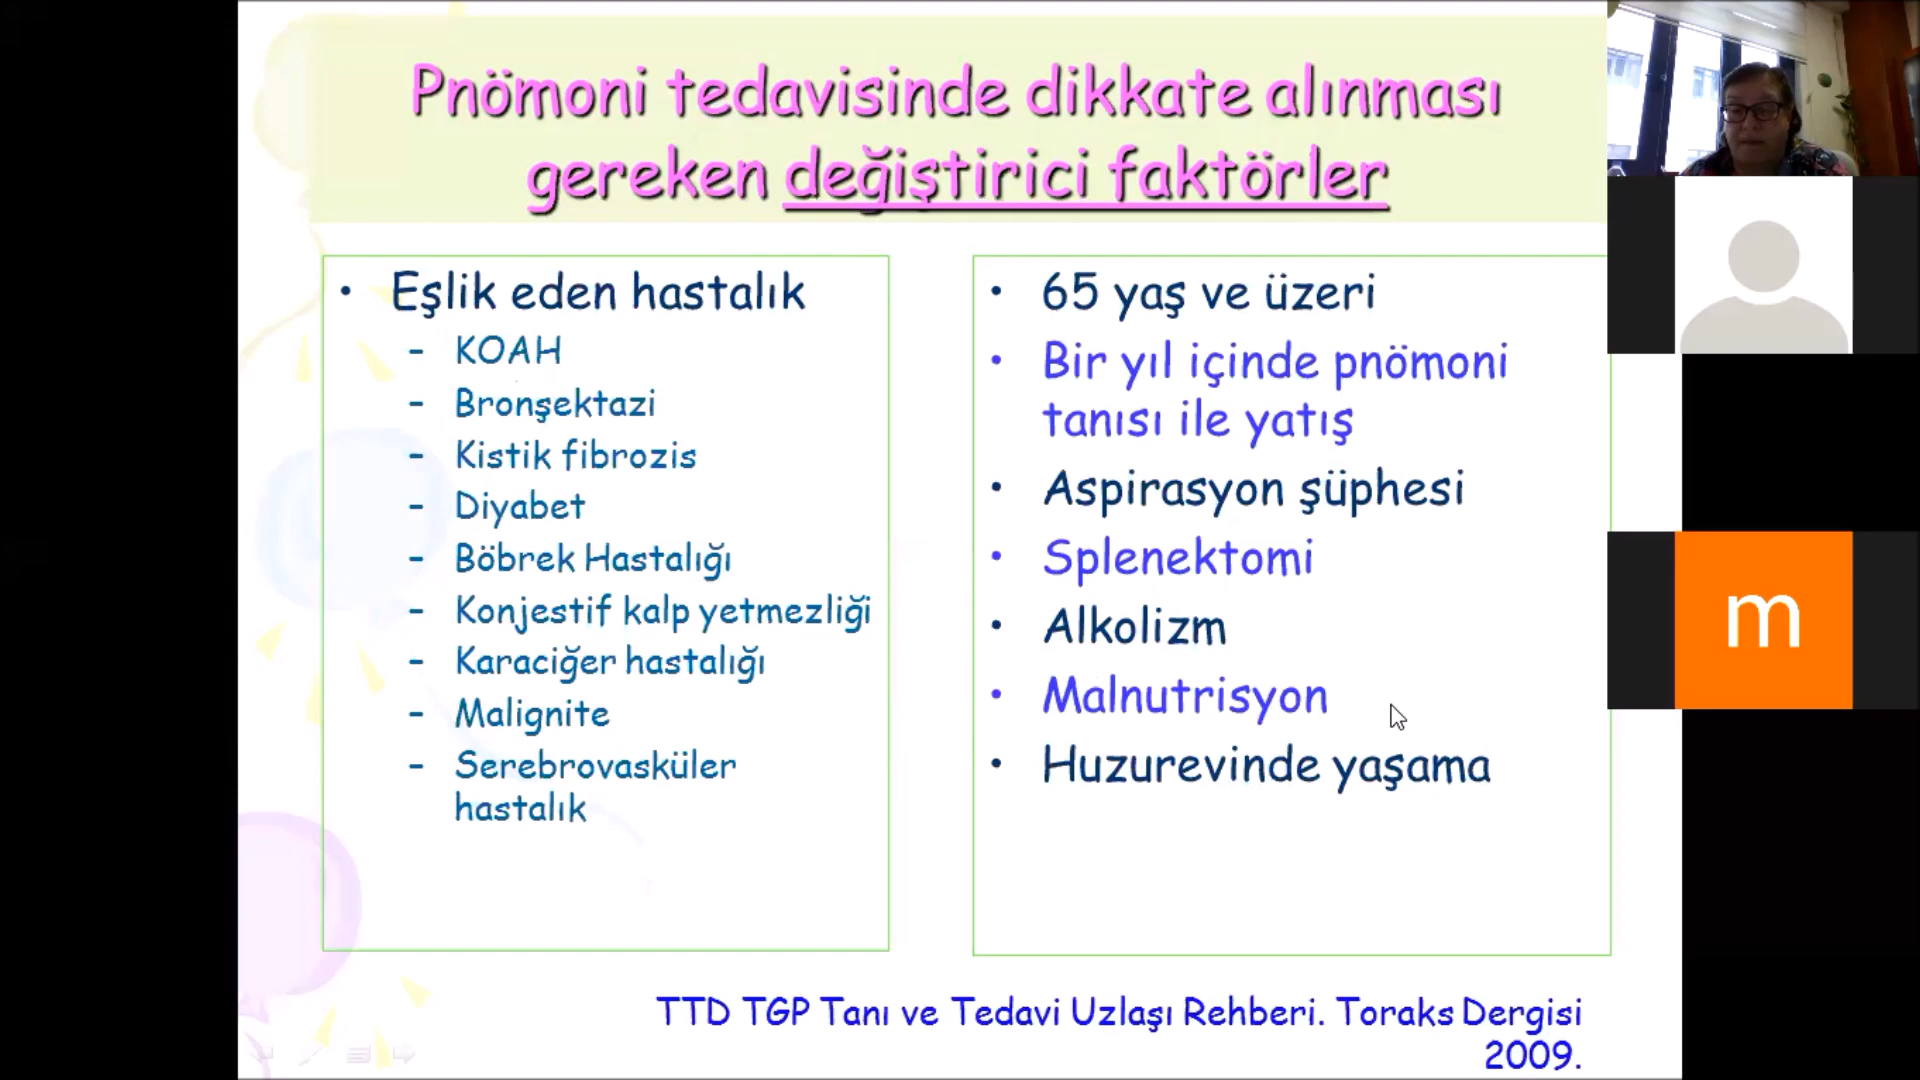 Pnömoni tedavisinde dikkate alınması
gereken değiştirici faktörler
• Eşlik eden hastalık
- KOAH
- Bronşektazi
- Kistik fibrozis
- Diyabet
- Böbrek Hastalığı
- Konjestif kalp yetmezliği
- Karaciğer hastalığı
- Malignite
- Serebrovasküler
hastalık
• 65 yaş ve üzeri
• Bir yıl içinde pnömoni
tanısı ile yatış
• Aspirasyon şüphesi
• Splenektomi
• Alkolizm
• Malnutrisyon
• Huzurevinde yaşama
TTD TGP Tanı ve Tedavi Uzlaşı Rehberi. Toraks Dergisi
2009.
m